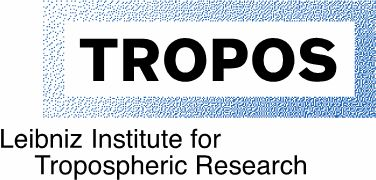 TROPOS
Leibniz Institute for
Tropospheric Research